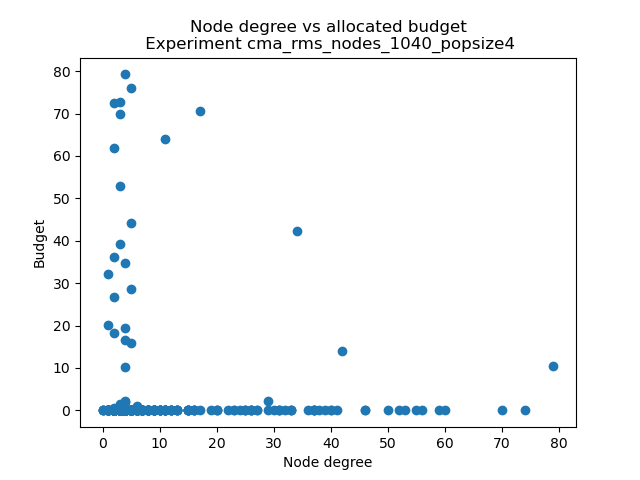 Node degree vs allocated budget
Experiment cma_rms_nodes_1040_popsize4
80
70
60
50
40
30
20
10
0
Budget
0 10 20 30 40 50 60 70 80
Node degree